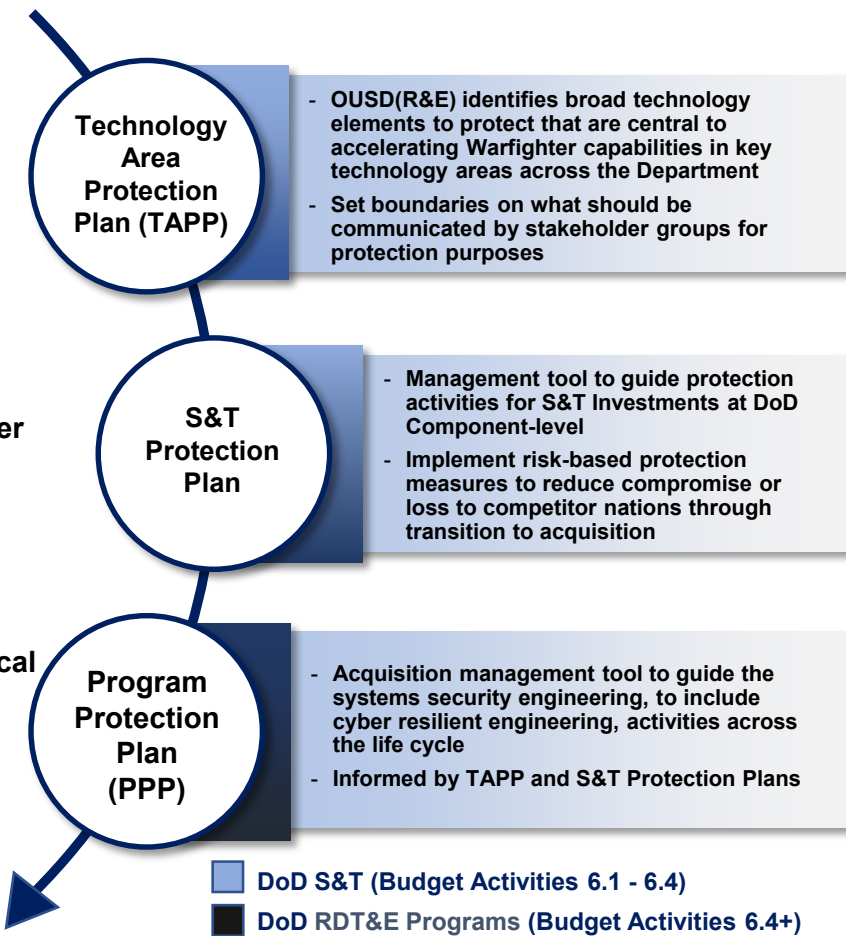 Technology
Area
Protection
Plan (TAPP)
- OUSD(R&E) identifies broad technology
elements to protect that are central to
accelerating Warfighter capabilities in key
technology areas across the Department
- Set boundaries on what should be
communicated by stakeholder groups for
protection purposes
er
S&T
Protection
Plan
- Management tool to guide protection
activities for S&T Investments at DoD
Component-level
- Implement risk-based protection
measures to reduce compromise or
loss to competitor nations through
transition to acquisition
cal
Program
Protection
Plan
(PPP)
- Acquisition management tool to guide the
systems security engineering, to include
cyber resilient engineering, activities across
the life cycle
- Informed by TAPP and S&T Protection Plans
DoD S&T (Budget Activities 6.1 - 6.4)
DoD RDT&E Programs (Budget Activities 6.4+)